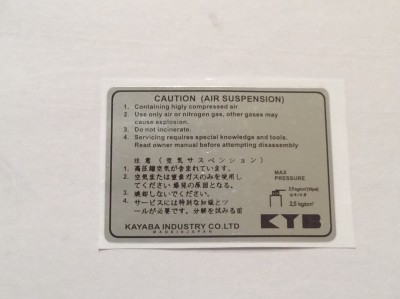 CAUTION (AIR SUSPENSION)
1. Containing higly compressed air
2. Use only air or nitrogen gas, other gases may
cause explosion.
3. Do not incinerate.
4. Servicing requires special knowledge and tools.
Read owner manual before attempting disassembly
注意(空気サスペンション)
1. 高圧縮空気が含まれています。
2. 空気または窒素ガスのみを使用し
てください 爆発の原因となる。
3. 焼却しないでください。
4. サービスには特別な知識とツ
ールが必要です。分解を試みる前
MAX
PRESSURE
2,5 kg/cm²
KYB
KAYABA INDUSTRY CO.LTD
MADE IN JAPAN